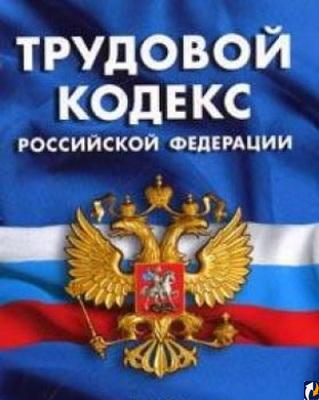 ТРУДОВОЙ
КОДЕКС
РОССИЙСКОЙ ФЕДЕРАЦИИ